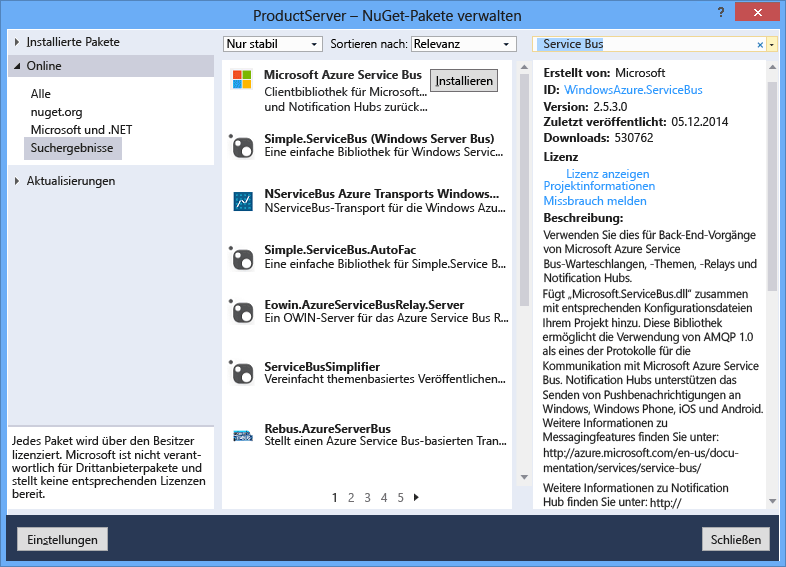 ProductServer – NuGet-Pakete verwalten
Installierte Pakete
Online
Alle
nuget.org
Microsoft und .NET
Suchergebnisse
Aktualisierungen
Jedes Paket wird über den Besitzer
lizenziert. Microsoft ist nicht verant-
wortlich für Drittanbieterpakete und
stellt keine entsprechenden Lizenzen
bereit.
Nur stabil
Sortieren nach: Relevanz
Microsoft Azure Service Bus
Installieren
Clientbibliothek für Microsoft...
und Notification Hubs zurück...
Simple.ServiceBus (Windows Server Bus)
Eine einfache Bibliothek für Windows Servic...
NServiceBus Azure Transports Windows...
NServiceBus-Transport für die Windows Azu...
Simple.ServiceBus.AutoFac
Eine einfache Bibliothek für Simple.Service B...
Eowin.AzureServiceBusRelay.Server
Ein OWIN-Server für das Azure Service Bus R...
ServiceBusSimplifier
Vereinfacht themenbasiertes Veröffentlichen...
Rebus.AzureServerBus
Stellt einen Azure Service Bus-basierten Tran...
1 2 3 4 5
Service Bus
Erstellt von: Microsoft
ID: WindowsAzure.ServiceBus
Version: 2.5.3.0
Zuletzt veröffentlicht: 05.12.2014
Downloads: 530762
Lizenz
Lizenz anzeigen
Projektinformationen
Missbrauch melden
Beschreibung:
Verwenden Sie dies für Back-End-Vorgänge
von Microsoft Azure Service
Bus-Warteschlangen, -Themen, -Relays und
Notification Hubs.
Fügt „Microsoft.ServiceBus.dll“ zusammen
mit entsprechenden Konfigurationsdateien
Ihrem Projekt hinzu. Diese Bibliothek
ermöglicht die Verwendung von AMQP 1.0
als eines der Protokolle für die
Kommunikation mit Microsoft Azure Service
Bus. Notification Hubs unterstützen das
Senden von Pushbenachrichtigungen an
Windows, Windows Phone, iOS und Android.
Weitere Informationen zu
Messagingfeatures finden Sie unter:
http://azure.microsoft.com/en-us/docu-
mentation/services/service-bus/
Weitere Informationen zu Notification
Hub finden Sie unter: http://
Einstellungen
Schließen